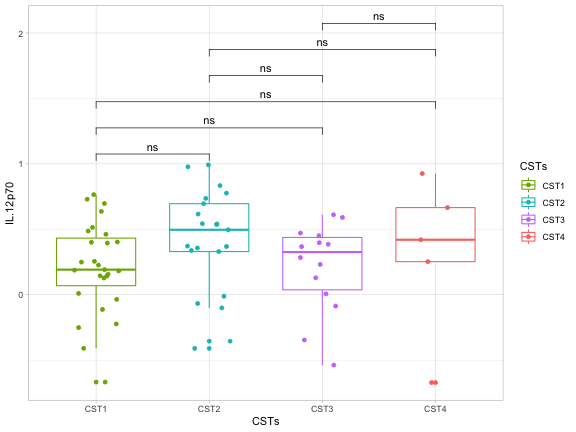 ns
ns
ns
ns
ns
ns
2
1
0
IL.12p70
CST1 CST2 CST3 CST4
CSTs
CSTs
CST1
CST2
CST3
CST4